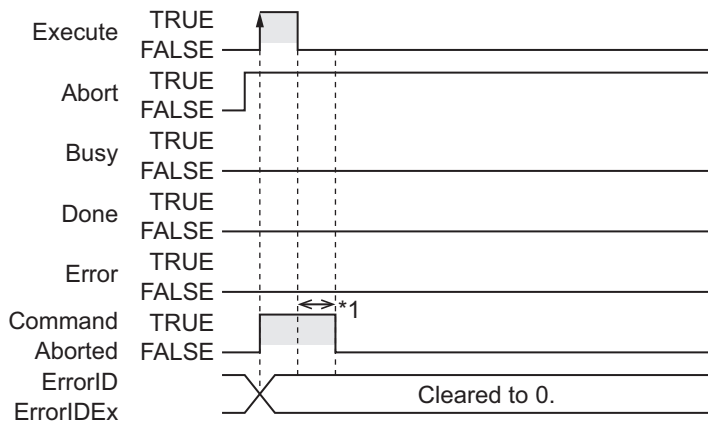 Execute TRUE
FALSE
Abort TRUE
FALSE
Busy TRUE
FALSE
Done TRUE
FALSE
Error TRUE
FALSE
*1
Command TRUE
Aborted FALSE
ErrorID
Cleared to 0.
ErrorIDEx